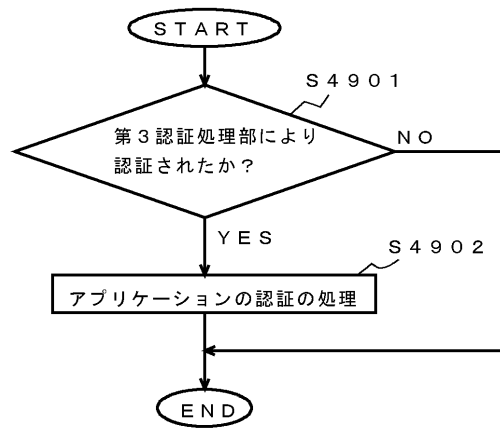 START
S4901
第3認証処理部により
認証されたか?
NO
YES
S4902
アプリケーションの認証の処理
END